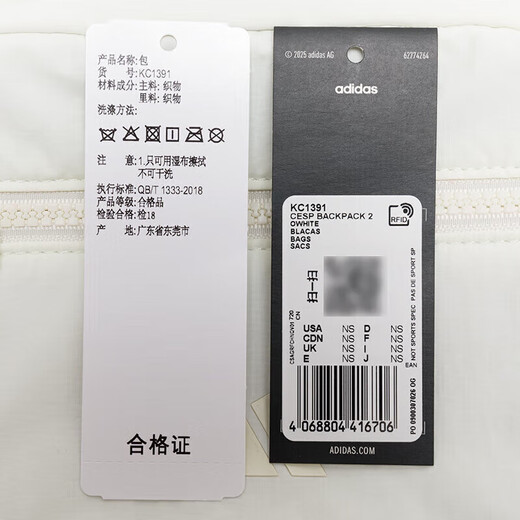 产品名称:包
货 号:KC1391
材料成分:主料:织物
里料:织物
洗涤方法:
注 意:1.只可用湿布擦拭
不可干洗
执行标准:QB/T 1333-2018
产品等级:合格品
检验合格:检18
产 地:广东省东莞市
合格证
© 2025 adidas AG
62774264
adidas
KC1391
CESP BACKPACK 2
OWHITE
BLACAS
BAGS
SACS
RFID
CN
USA NS D NS
CDN NS F NS
UK NS I NS
E NS J NS
EAN
NOT SPORTS SPEC PAS DE SPORT SP
PO 0900307026 OG
4 068804 416706
ADIDAS.COM